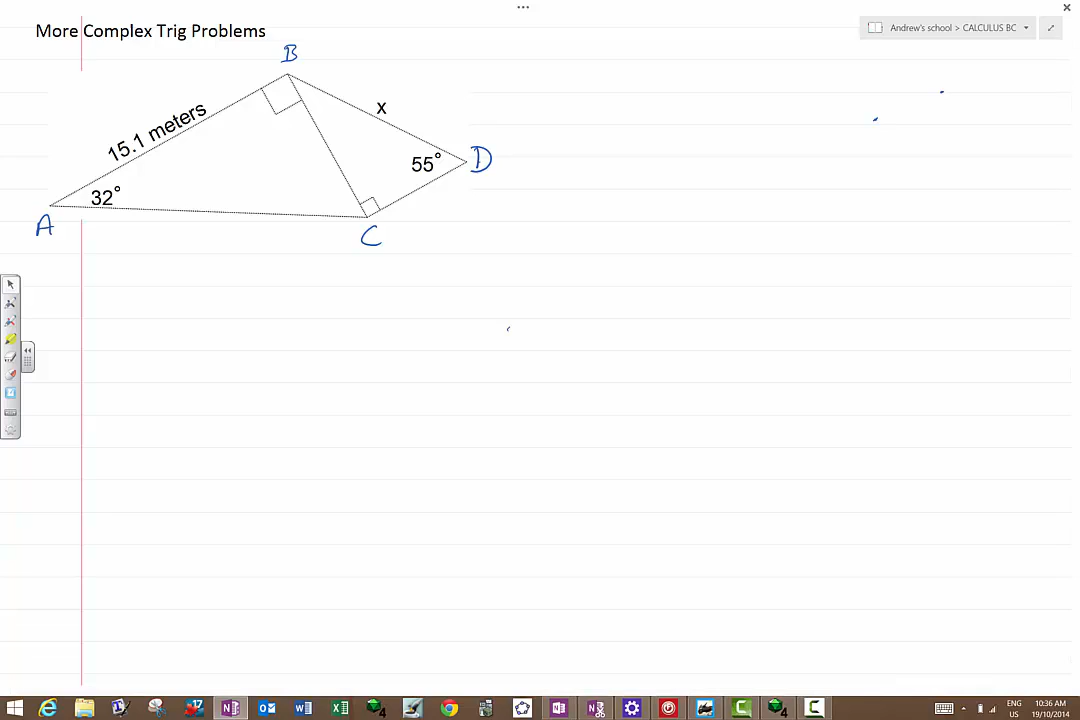 More Complex Trig Problems
Andrew's school > CALCULUS BC
B
15.1 meters
x
55°
D
32°
A
C
ENG
US
10:36 AM
19/10/2014